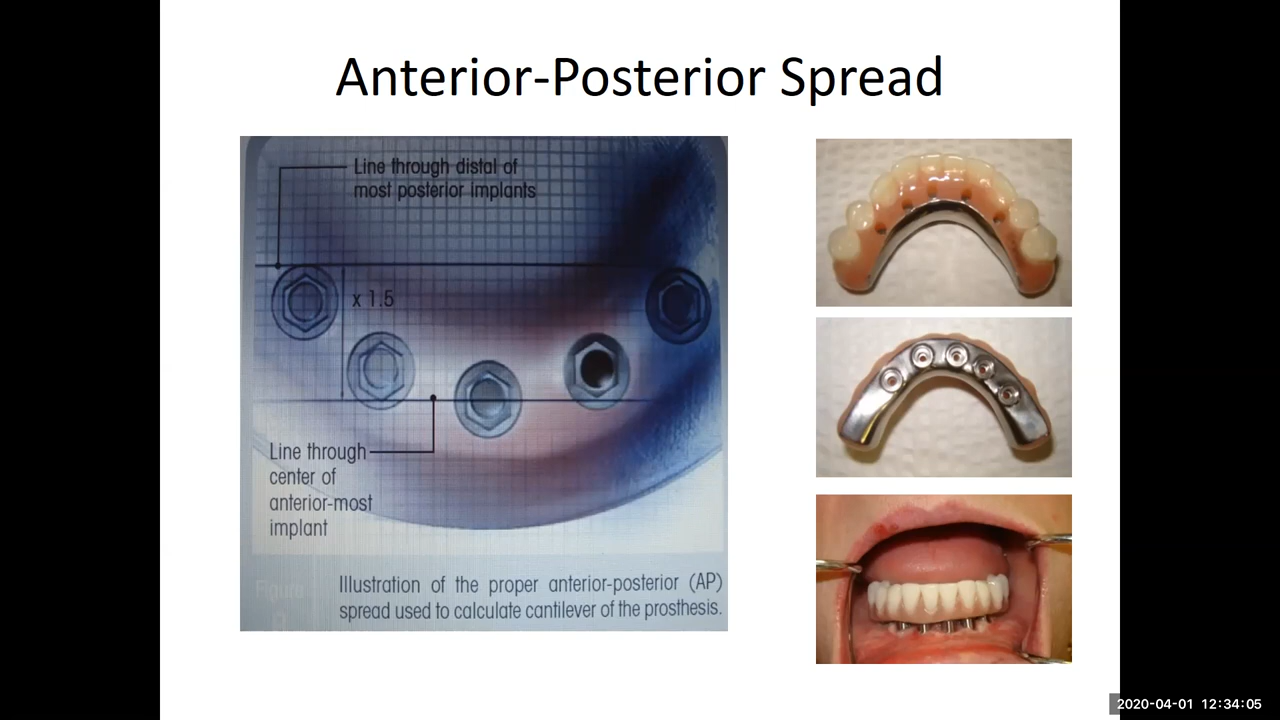 Anterior-Posterior Spread
Line through distal of
most posterior implants
x 1.5
Line through
center of
anterior-most
implant
Figure
Illustration of the proper anterior-posterior (AP)
spread used to calculate cantilever of the prosthesis.
2020-04-01 12:34:05